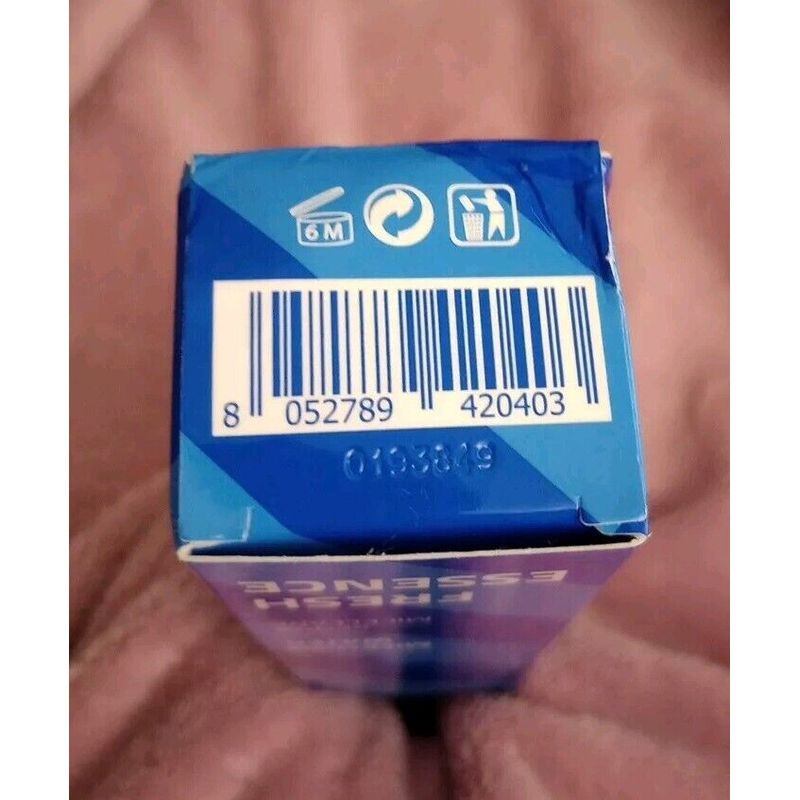 6M
8 052789 420403
0193849
FRESH
ESSENCE